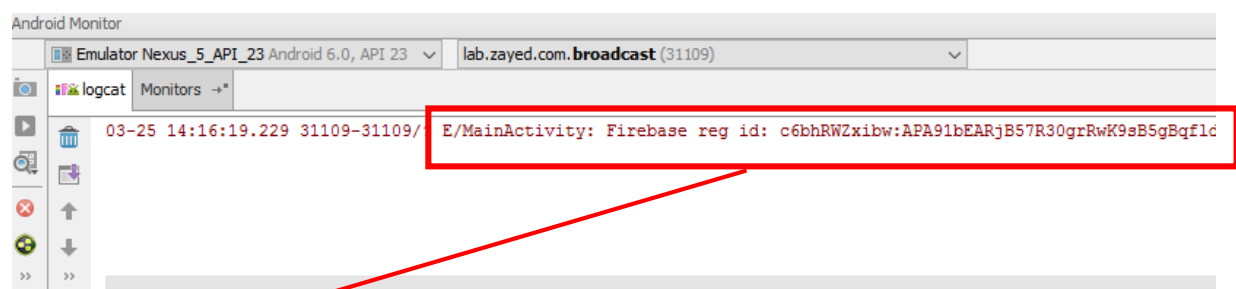 Android Monitor
Emulator Nexus_5_API_23 Android 6.0, API 23 lab.zayed.com.broadcast (31109)
logcat Monitors
03-25 14:16:19.229 31109-31109/ E/MainActivity: Firebase reg id: c6bhRWZxibw:APA91bEARjB57R30grRwK9sB5gBqfld